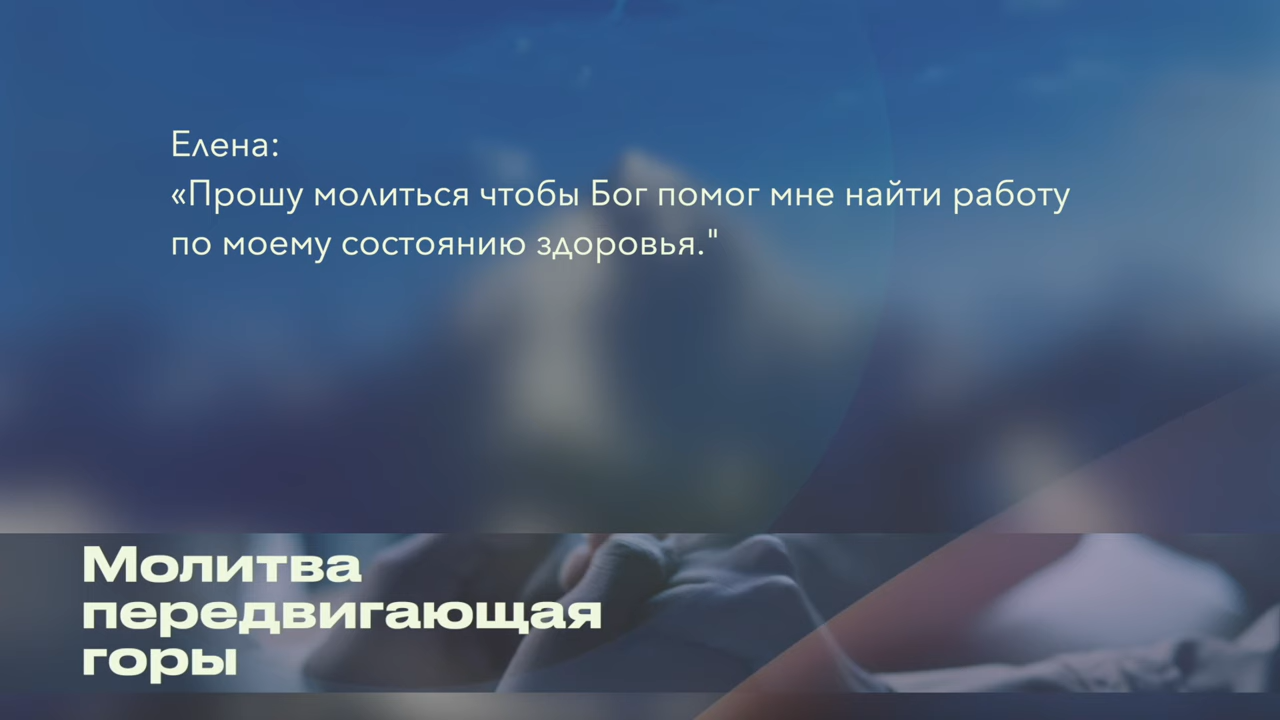 Елена:
«Прошу молиться чтобы Бог помог мне найти работу
по моему состоянию здоровья."
Молитва
передвигающая
горы